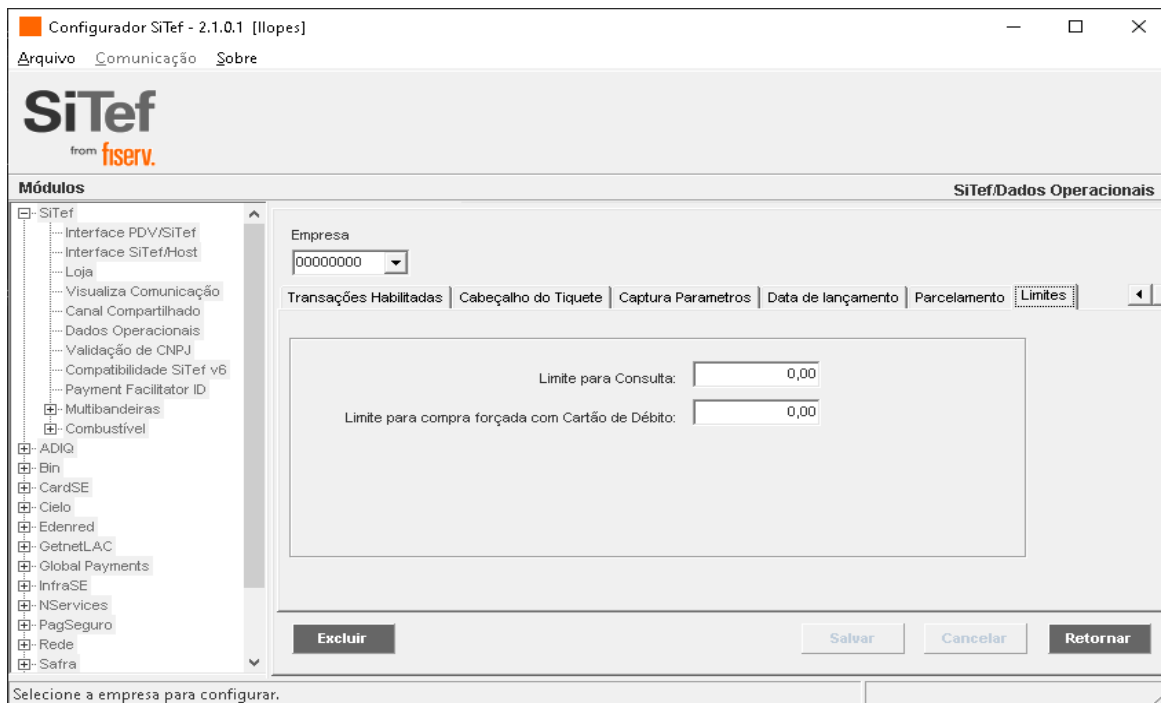 Configurador SiTef - 2.1.0.1 [llopes]
Arquivo Comunicação Sobre
SiTef
from fiserv.
Módulos
SiTef/Dados Operacionais
SiTef
Interface PDV/SiTef
Interface SiTef/Host
Loja
Visualiza Comunicação
Canal Compartilhado
Dados Operacionais
Validação de CNPJ
Compatibilidade SiTef v6
Payment Facilitator ID
Multibandeiras
Combustível
ADIQ
Bin
CardSE
Cielo
Edenred
GetnetLAC
Global Payments
InfraSE
NServices
PagSeguro
Rede
Safra
Empresa
00000000
Transações Habilitadas Cabeçalho do Tiquete Captura Parametros Data de lançamento Parcelamento Limites
Limite para Consulta: 0,00
Limite para compra forçada com Cartão de Débito: 0,00
Excluir Salvar Cancelar Retornar
Selecione a empresa para configurar.